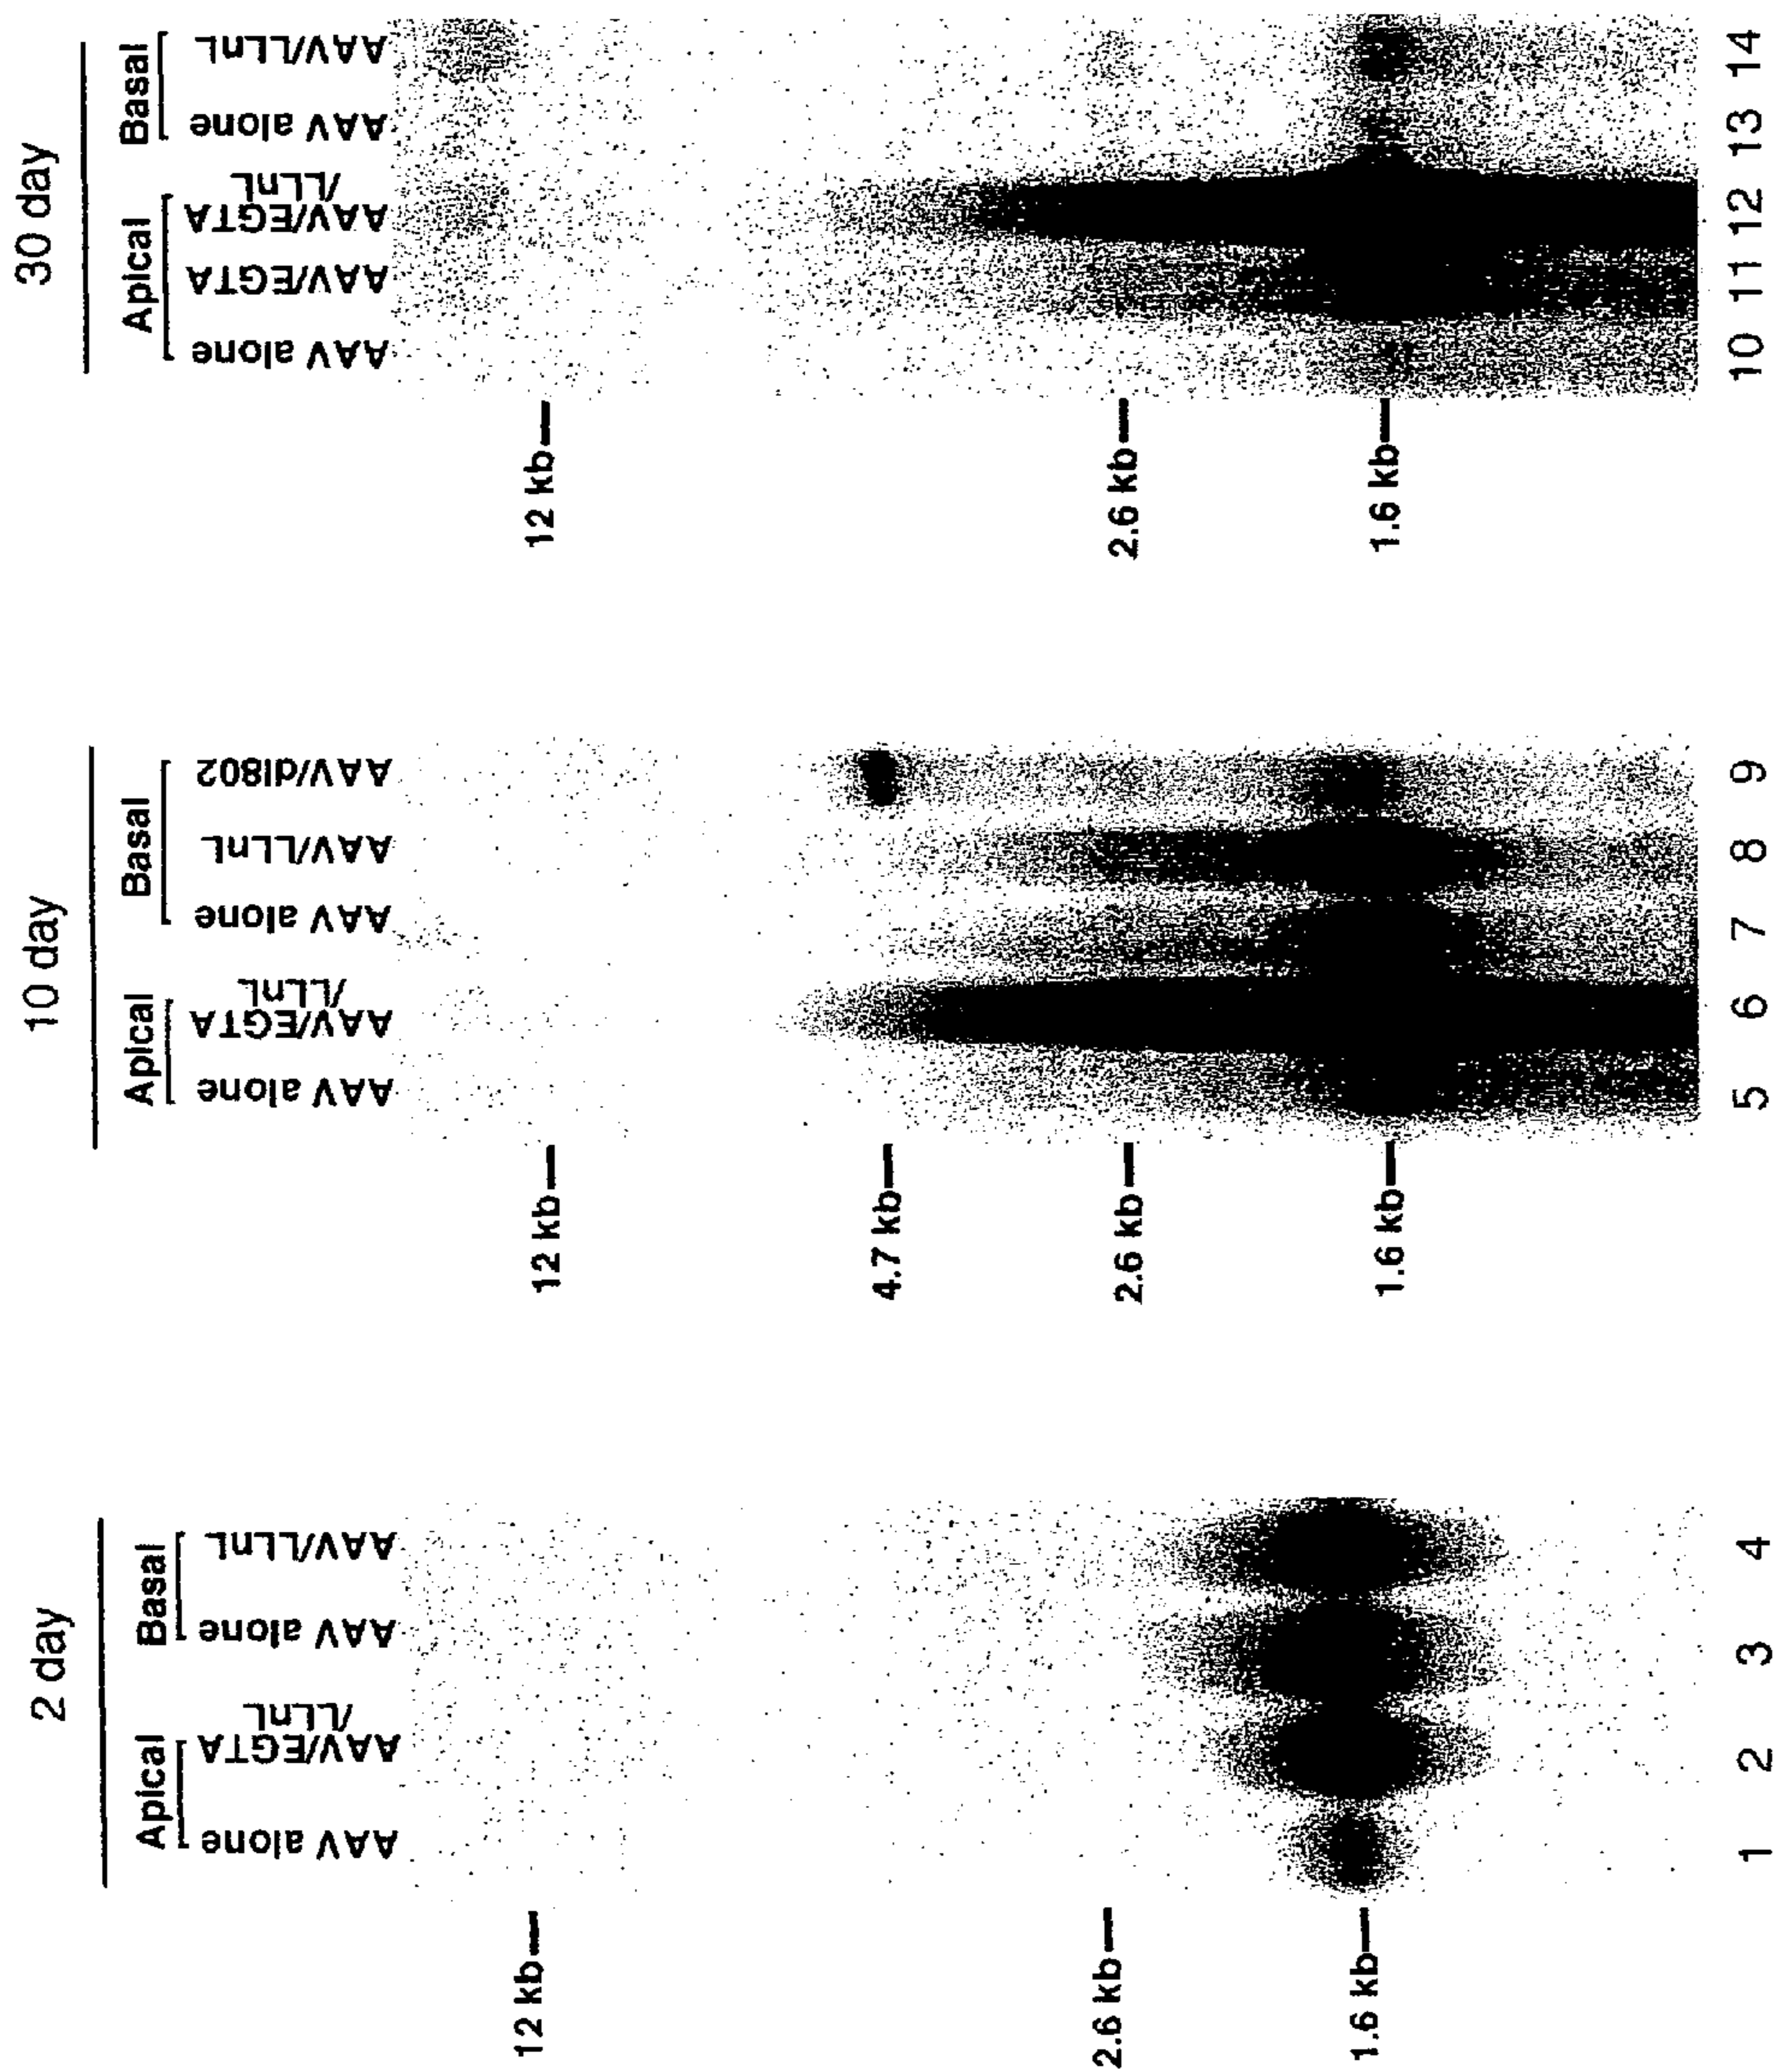 2 day
Apical Basal
AAV alone
AAV/EGTA
/LLnL
AAV alone
AAV/LLnL
12 kb
2.6 kb
1.6 kb
1 2 3 4
10 day
Apical Basal
AAV alone
AAV/EGTA
/LLnL
AAV alone
AAV/LLnL
AAV/dl802
12 kb
4.7 kb
2.6 kb
1.6 kb
5 6 7 8 9
30 day
Apical Basal
AAV alone
AAV/EGTA
AAV/EGTA
/LLnL
AAV alone
AAV/LLnL
12 kb
2.6 kb
1.6 kb
10 11 12 13 14